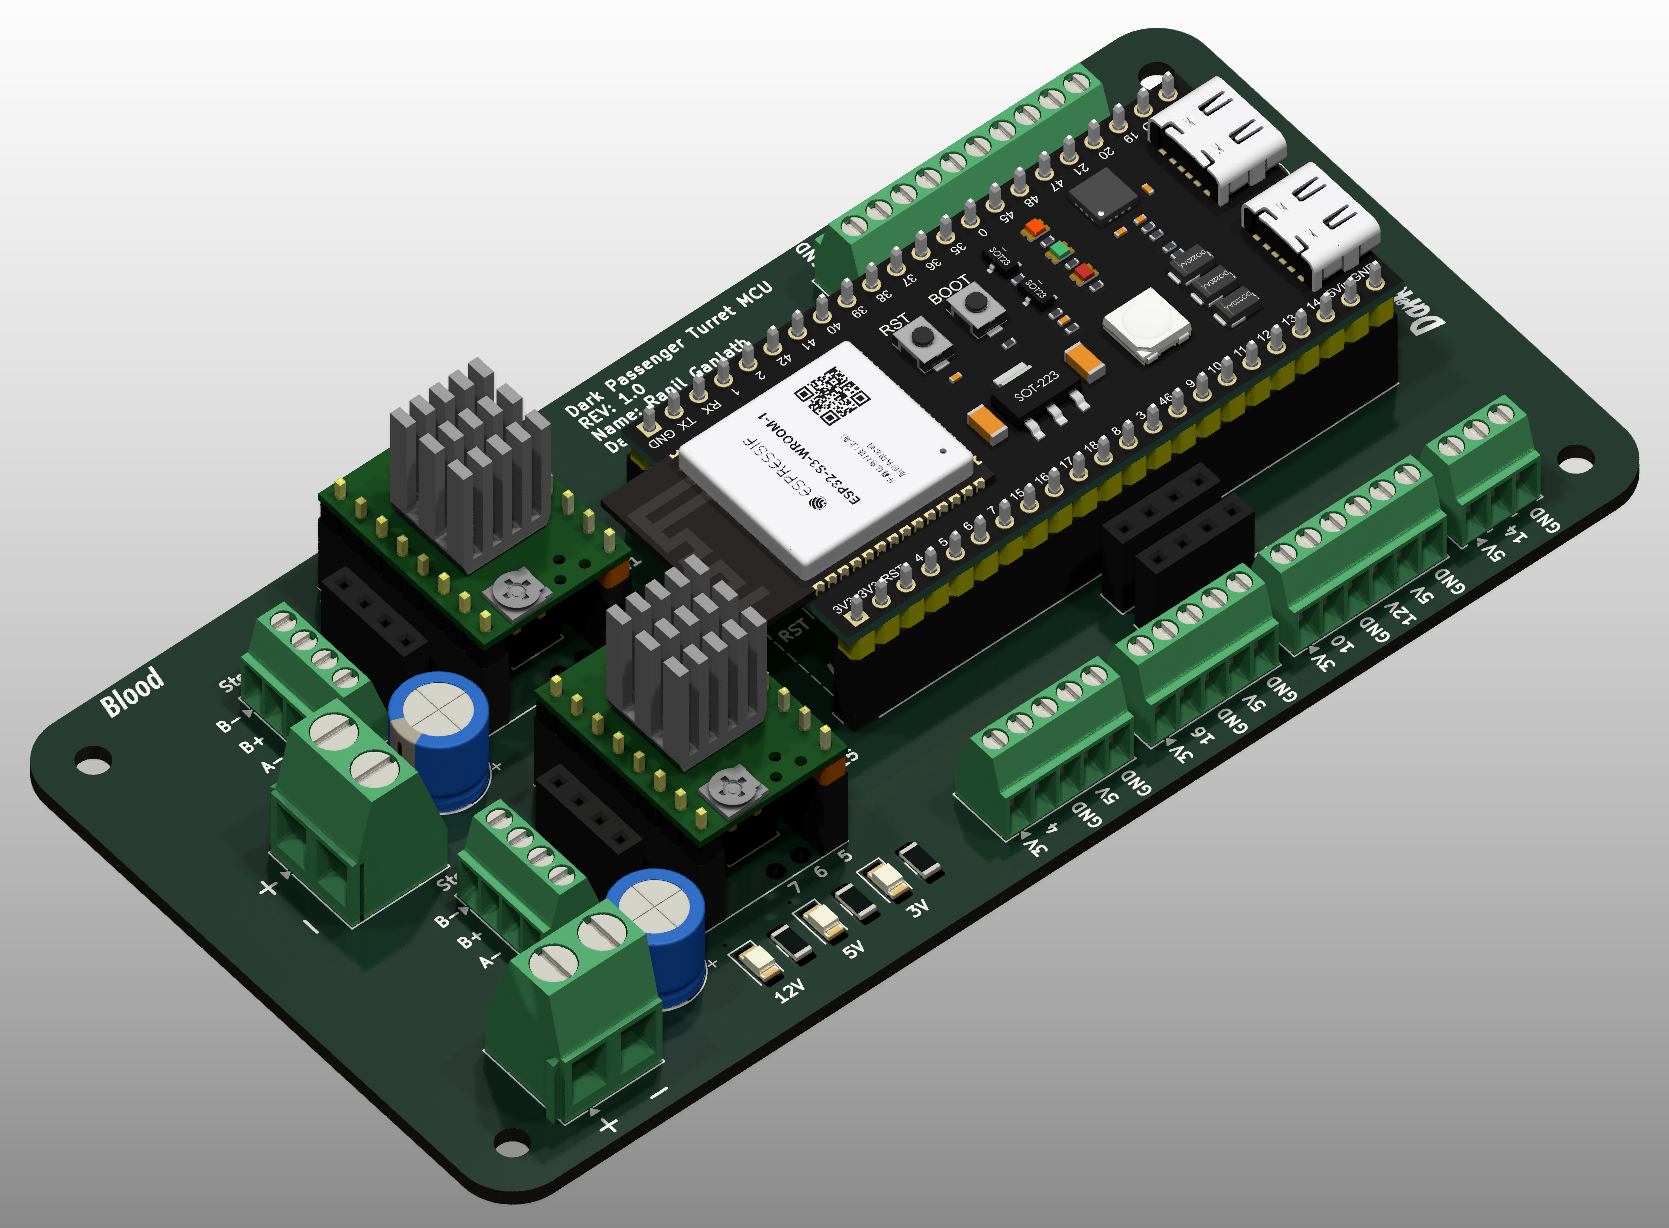 Dark Passenger Turret MCU
REV: 1.0
Name: Ranil Ganlath
GND TX RX 1 2 42 41 40 39 38 37 36 35 0 45 48 47 21 20 19
RST
BOOT
ESPRESSIF
ESP32-S3-WROOM-1
SOT23
SOT23
SOT-223
3V3 3V3 RST 4 5 6 7 15 16 17 18 8 3 46 9 10 11 12 13 14 5Vin GND
Dark
Blood
RST
B-
B+
A-
+
-
B-
B+
A-
+
-
+
+
7 6 5
12V
5V
3V
3V 4 GND 5V GND
3V 16 GND 5V GND
3V 10 GND 12V 5V GND
5V 14 GND